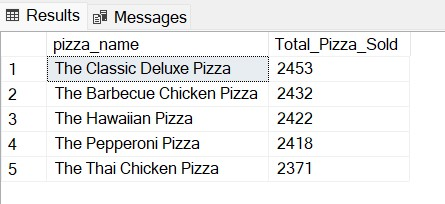 Results Messages
pizza_name Total_Pizza_Sold
1 The Classic Deluxe Pizza 2453
2 The Barbecue Chicken Pizza 2432
3 The Hawaiian Pizza 2422
4 The Pepperoni Pizza 2418
5 The Thai Chicken Pizza 2371